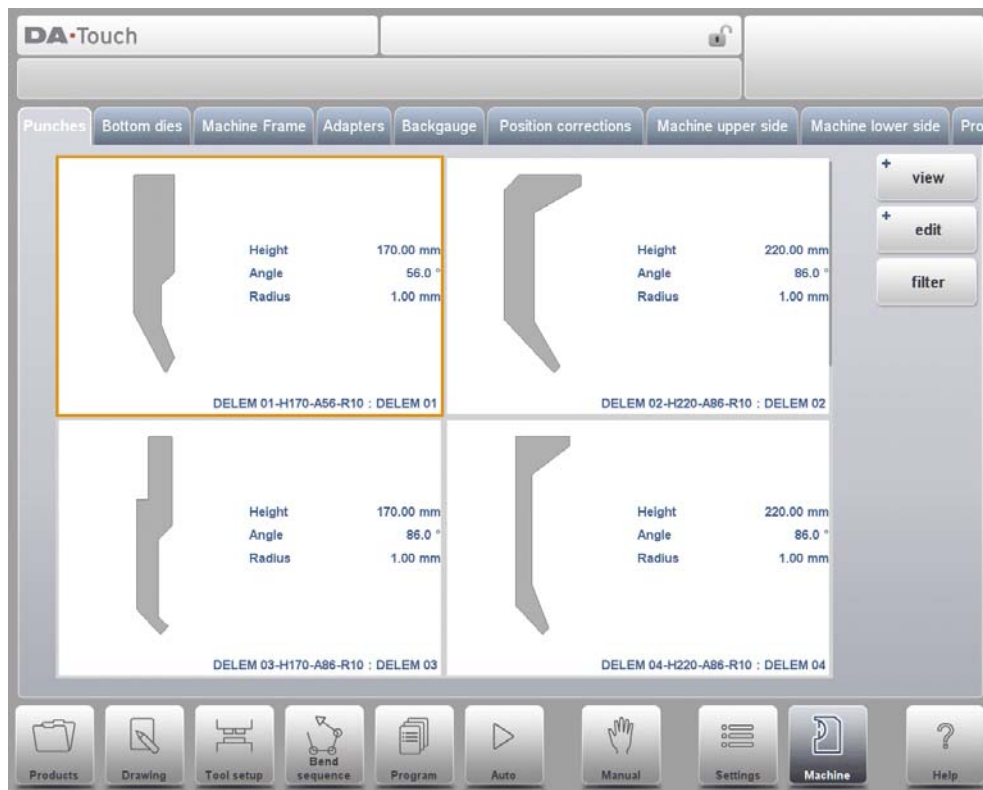 DA·Touch
Punches Bottom dies Machine Frame Adapters Backgauge Position corrections Machine upper side Machine lower side Pro
Height 170.00 mm
Angle 56.0 °
Radius 1.00 mm
DELEM 01-H170-A56-R10 : DELEM 01
Height 220.00 mm
Angle 86.0 °
Radius 1.00 mm
DELEM 02-H220-A86-R10 : DELEM 02
+ view
+ edit
filter
Height 170.00 mm
Angle 86.0 °
Radius 1.00 mm
DELEM 03-H170-A86-R10 : DELEM 03
Height 220.00 mm
Angle 86.0 °
Radius 1.00 mm
DELEM 04-H220-A86-R10 : DELEM 04
Products Drawing Tool setup Bend sequence Program Auto Manual Settings Machine ? Help